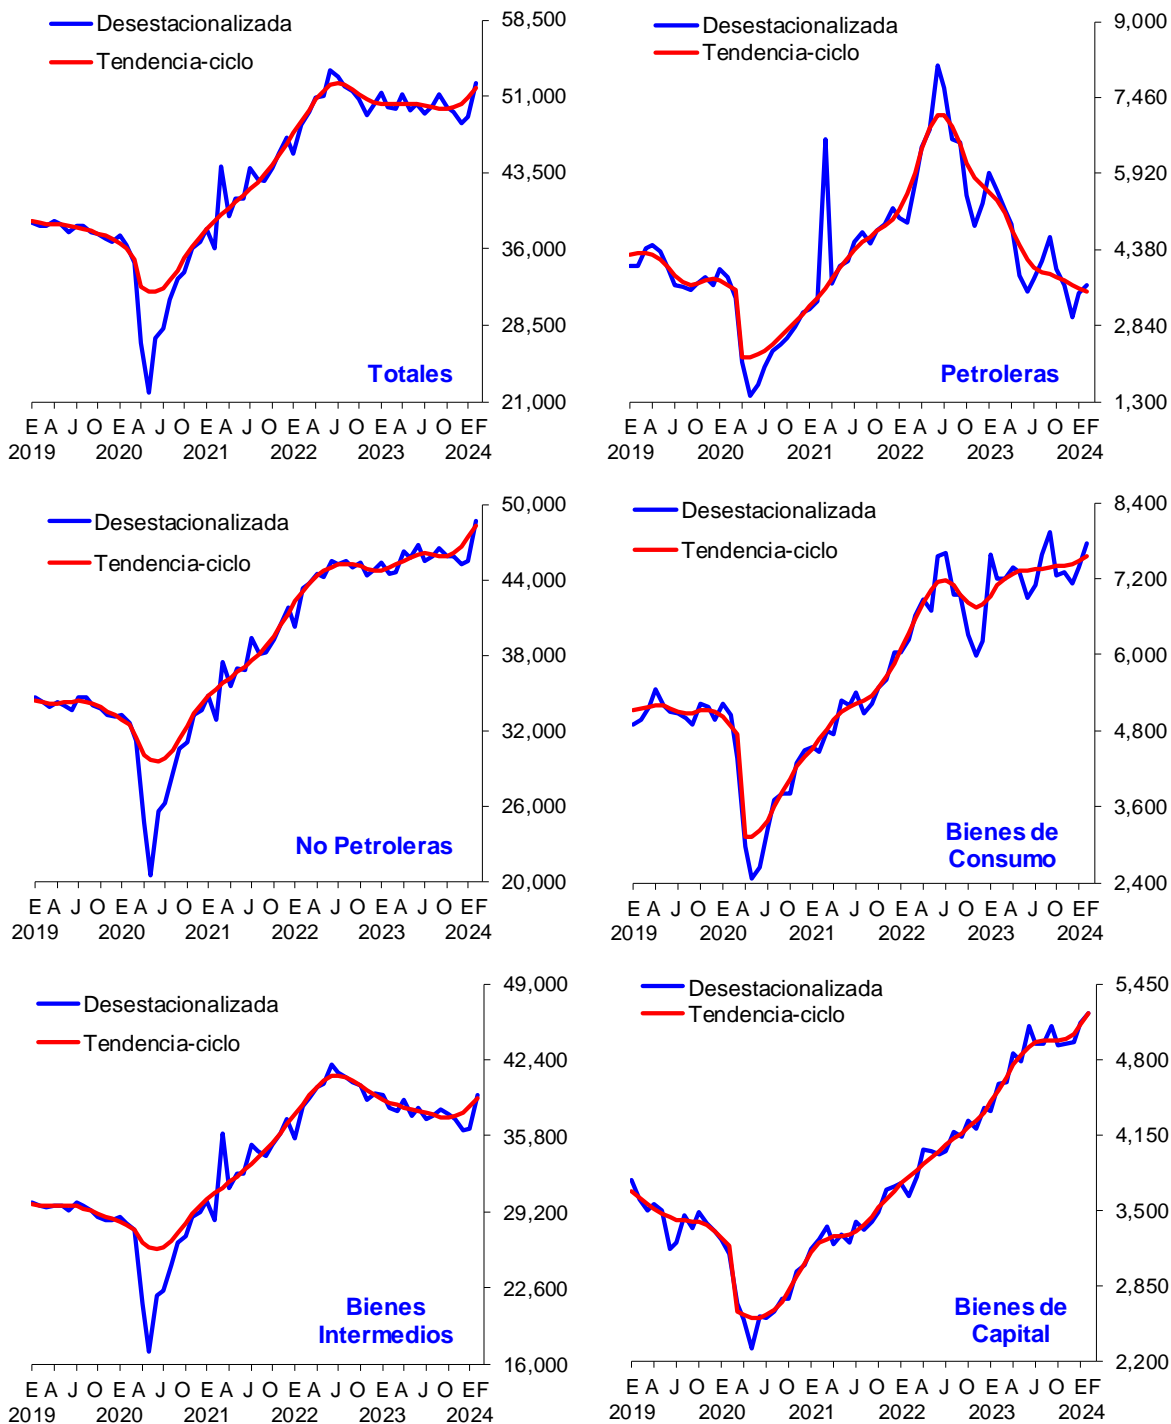 Desestacionalizada
Tendencia-ciclo
58,500
51,000
43,500
36,000
28,500
21,000
Totales
E A J O E A J O E A J O E A J O E A J O EF
2019 2020 2021 2022 2023 2024
Desestacionalizada
Tendencia-ciclo
9,000
7,460
5,920
4,380
2,840
1,300
Petroleras
E A J O E A J O E A J O E A J O E A J O EF
2019 2020 2021 2022 2023 2024
Desestacionalizada
Tendencia-ciclo
50,000
44,000
38,000
32,000
26,000
20,000
No Petroleras
E A J O E A J O E A J O E A J O E A J O EF
2019 2020 2021 2022 2023 2024
Desestacionalizada
Tendencia-ciclo
8,400
7,200
6,000
4,800
3,600
2,400
Bienes de
Consumo
E A J O E A J O E A J O E A J O E A J O EF
2019 2020 2021 2022 2023 2024
Desestacionalizada
Tendencia-ciclo
49,000
42,400
35,800
29,200
22,600
16,000
Bienes
Intermedios
E A J O E A J O E A J O E A J O E A J O EF
2019 2020 2021 2022 2023 2024
Desestacionalizada
Tendencia-ciclo
5,450
4,800
4,150
3,500
2,850
2,200
Bienes de
Capital
E A J O E A J O E A J O E A J O E A J O EF
2019 2020 2021 2022 2023 2024